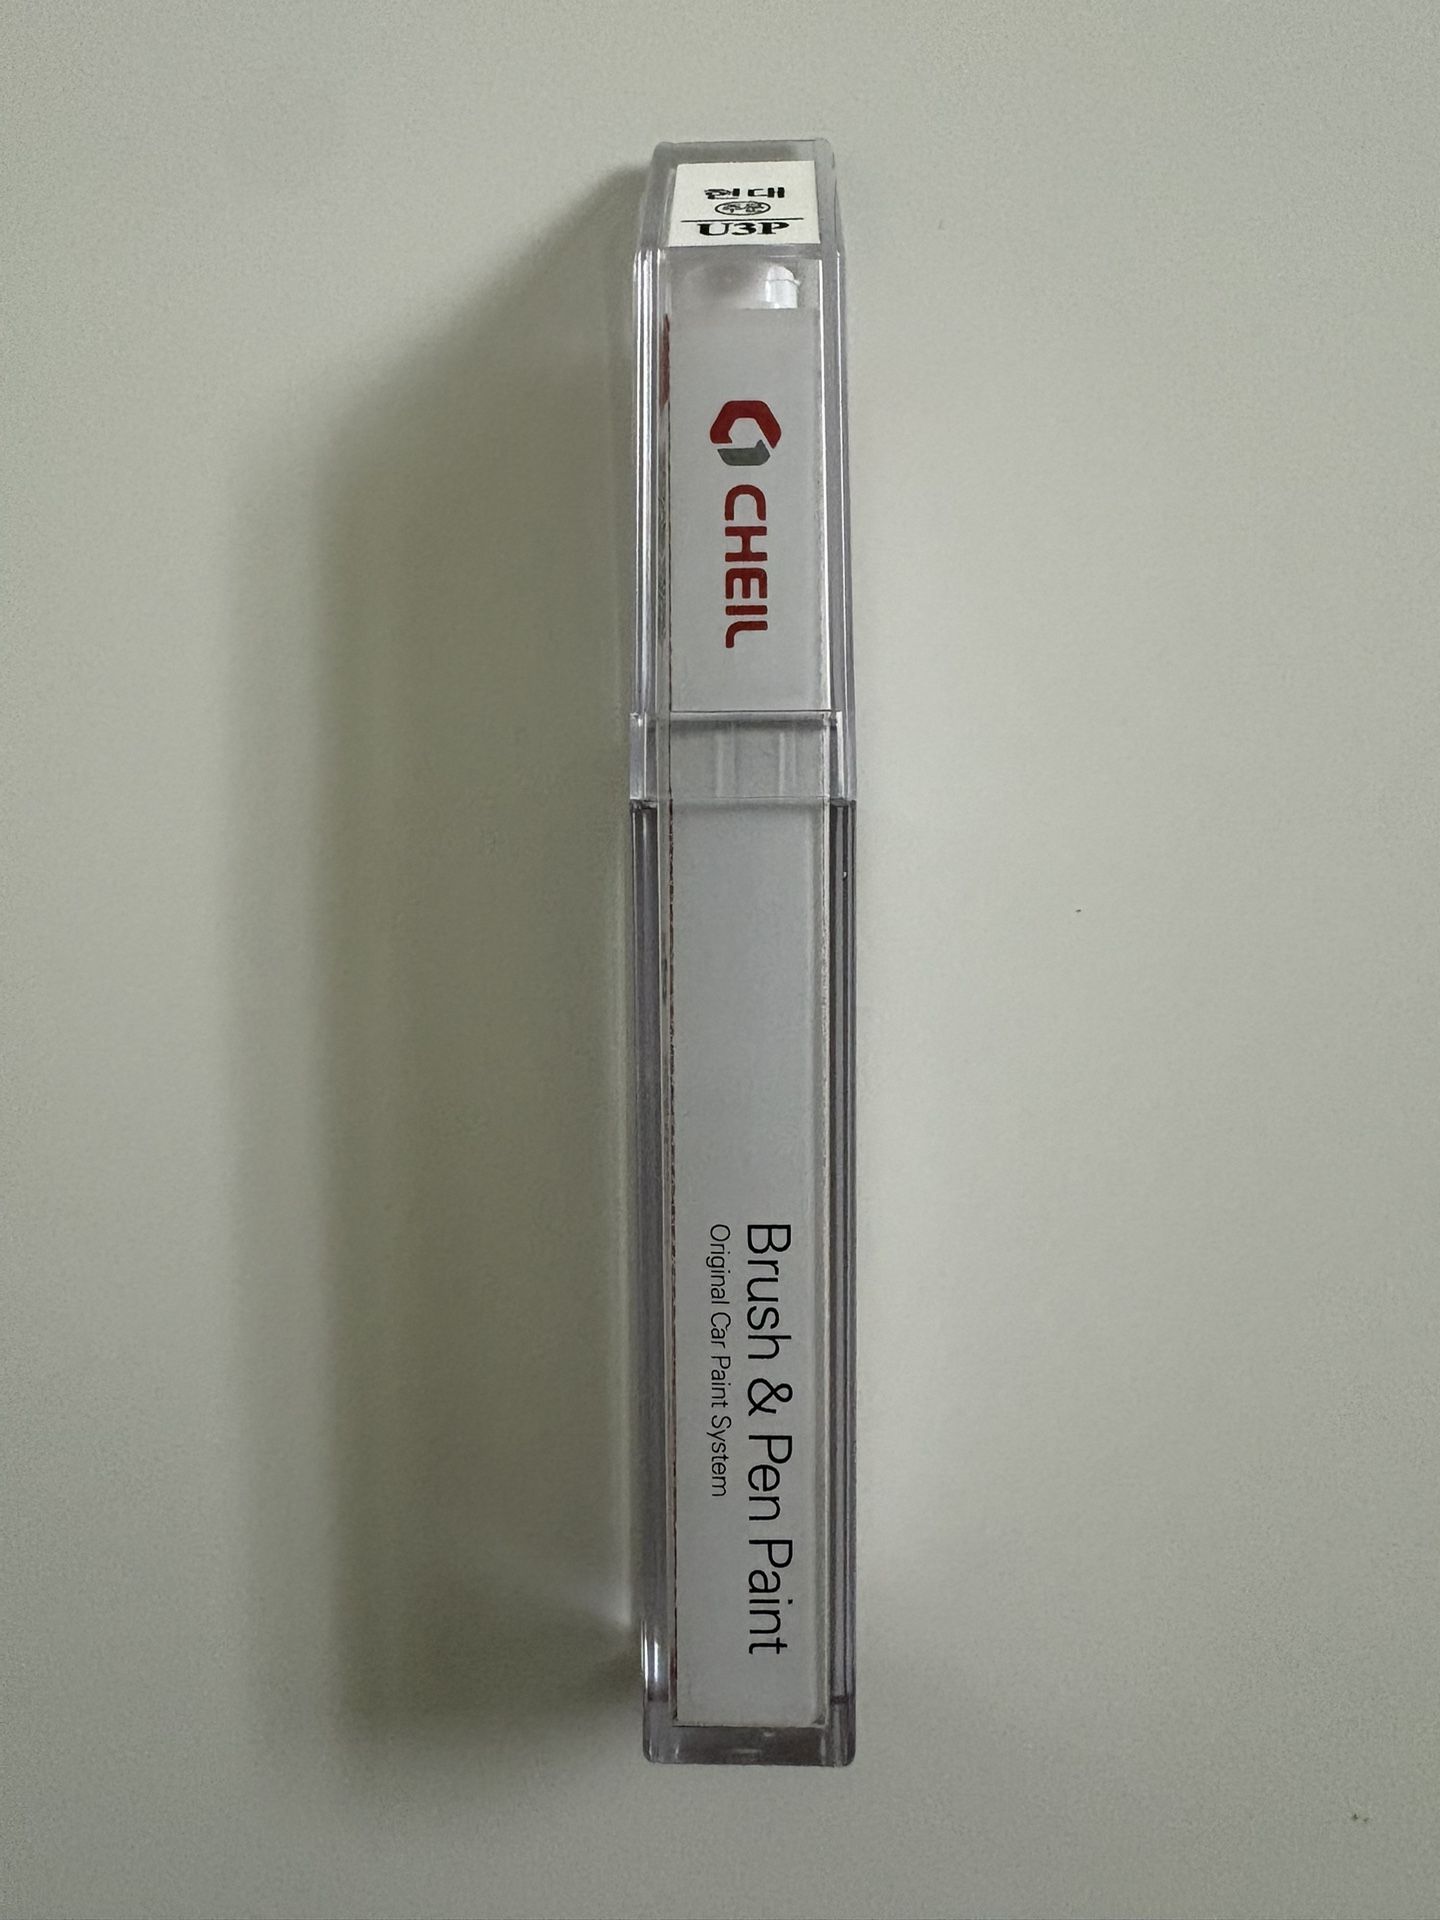 현대
U3P
CHEIL
Brush & Pen Paint
Original Car Paint System